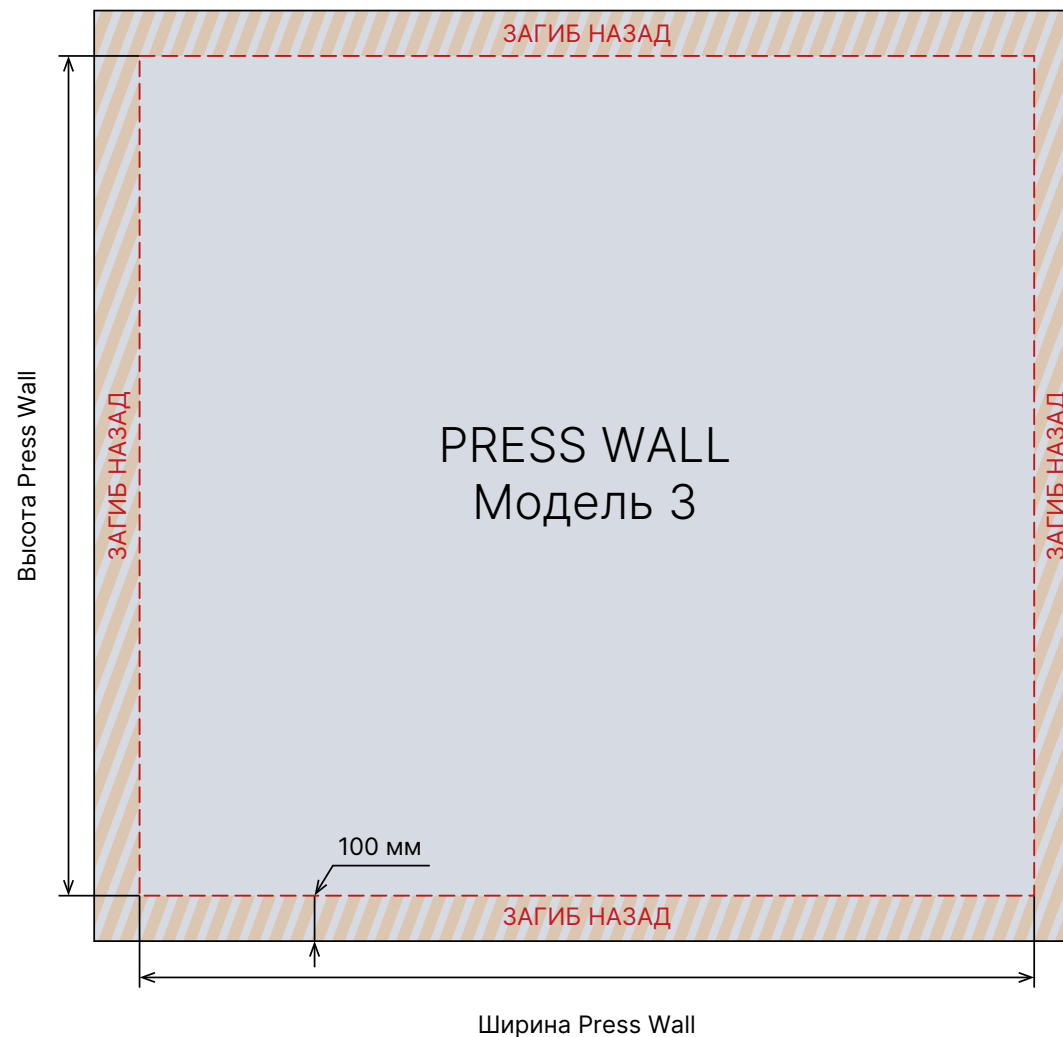 ЗАГИБ НАЗАД
Высота Press Wall
ЗАГИБ НАЗАД
PRESS WALL
Модель 3
ЗАГИБ НАЗАД
100 мм
ЗАГИБ НАЗАД
Ширина Press Wall